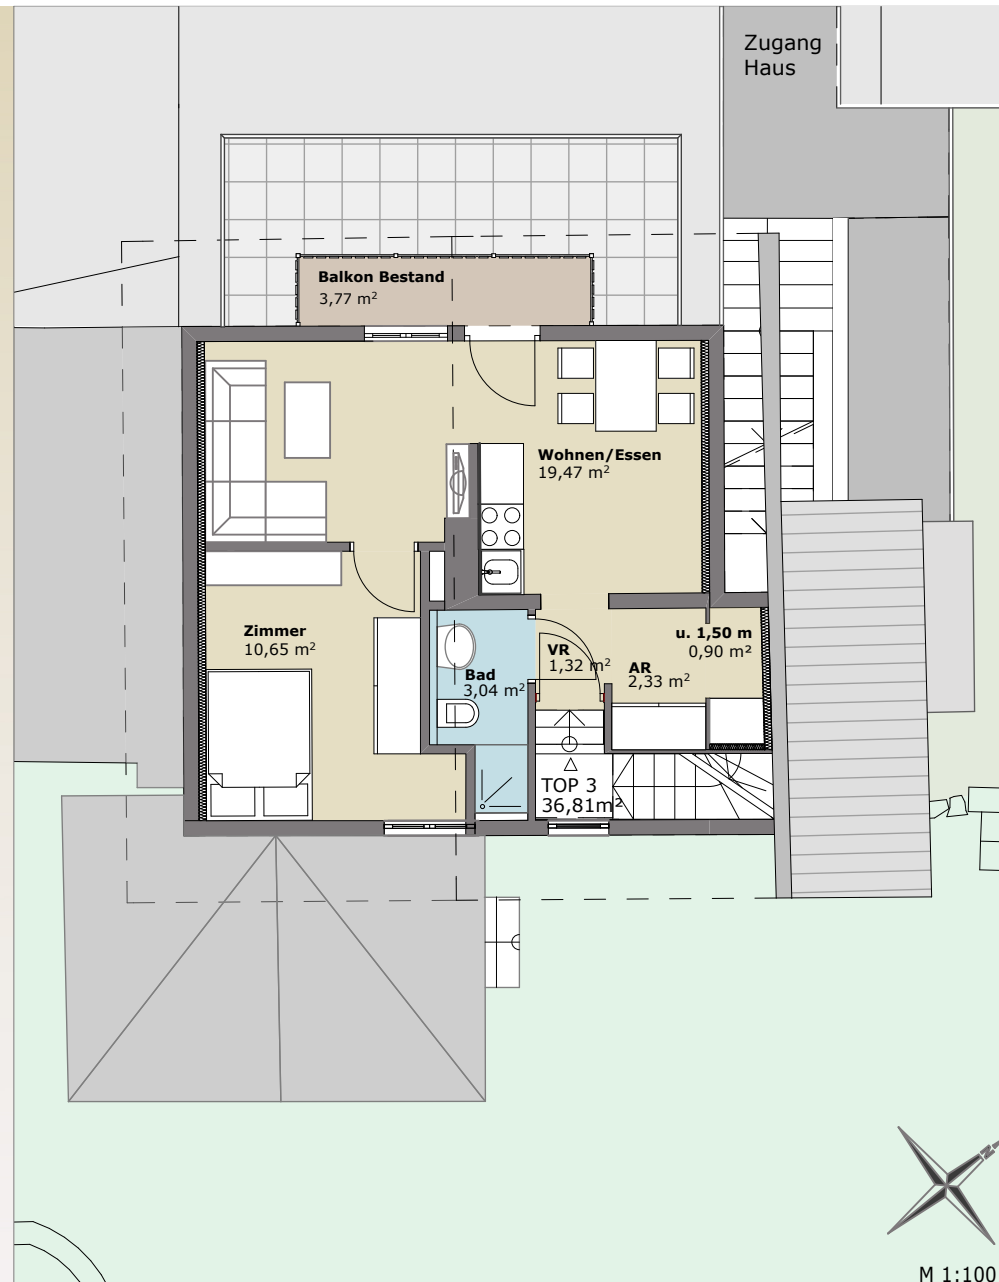 Zugang
Haus
Balkon Bestand
3,77 m²
Wohnen/Essen
19,47 m²
Zimmer
10,65 m²
Bad
3,04 m²
VR
1,32 m²
u. 1,50 m
0,90 m²
AR
2,33 m²
TOP 3
36,81m²
N
M 1:100